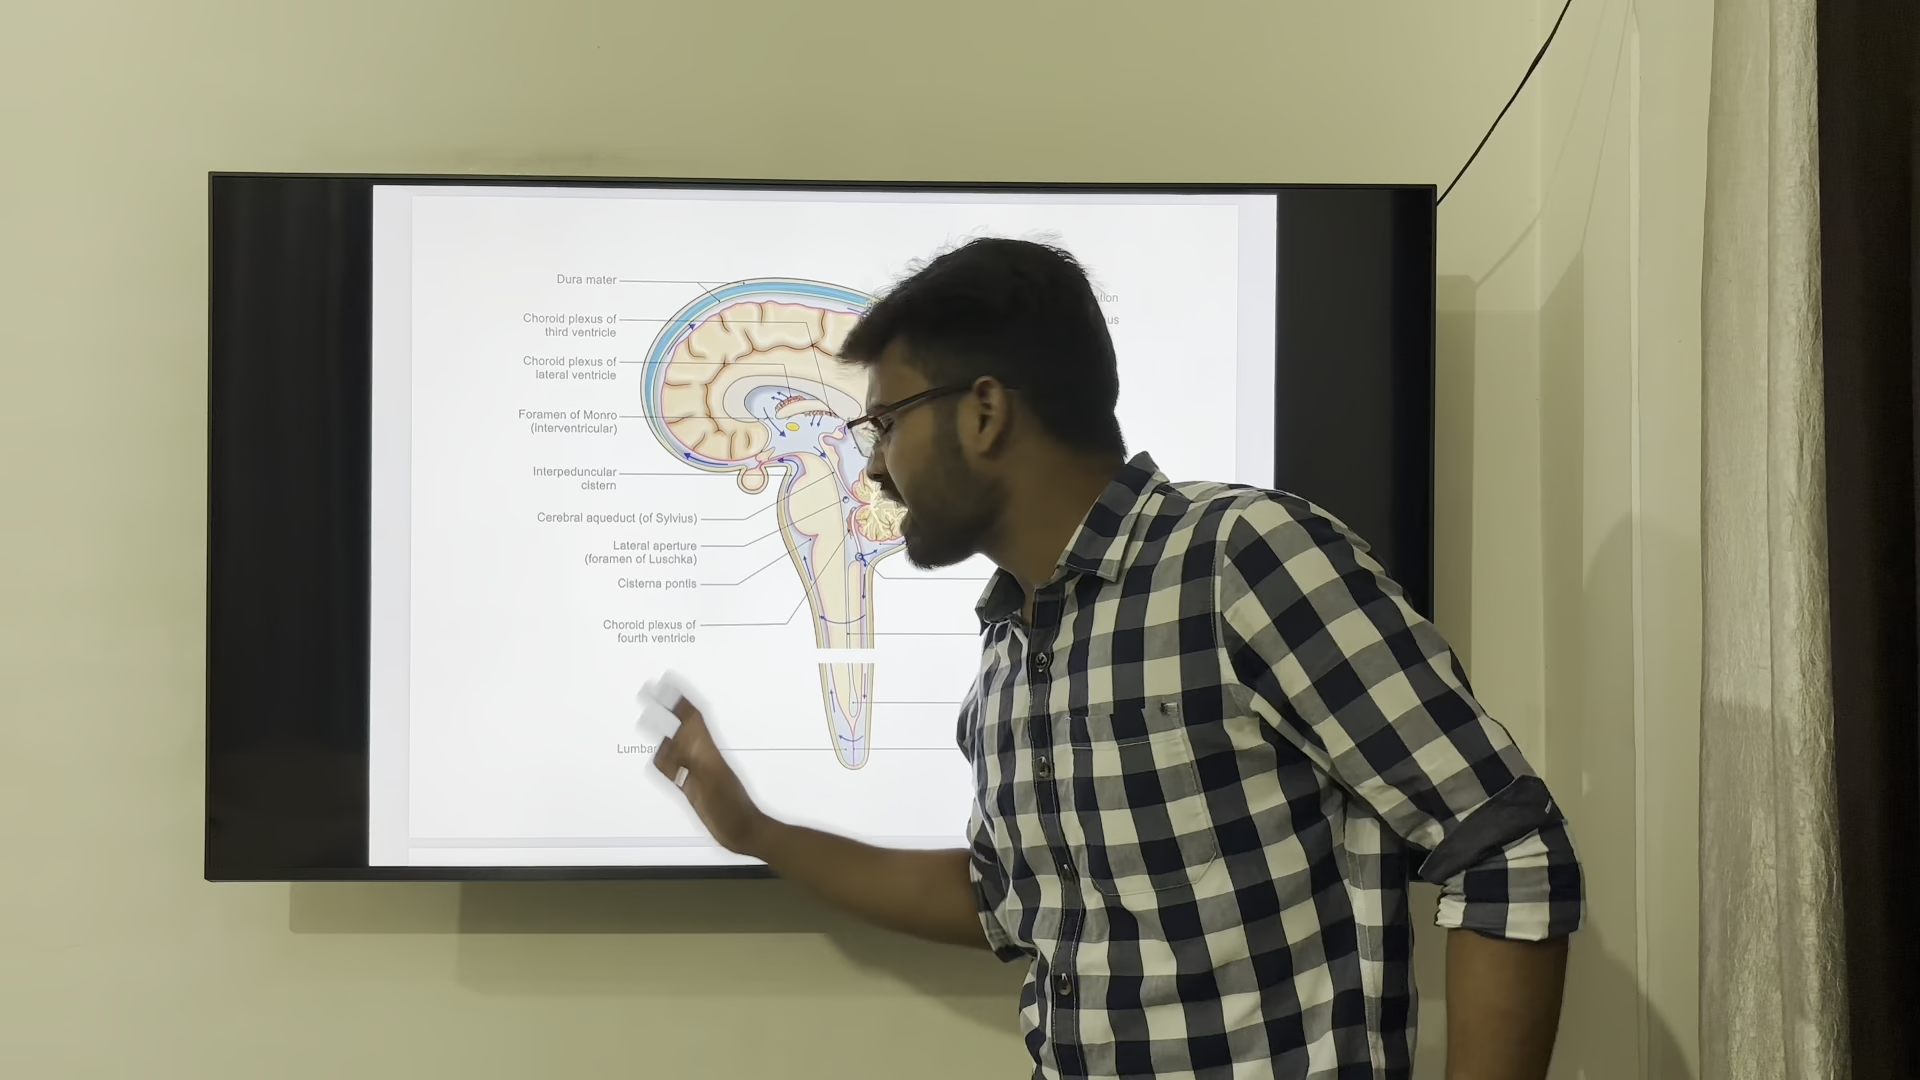 Dura mater
Choroid plexus of
third ventricle
Choroid plexus of
lateral ventricle
Foramen of Monro
(interventricular)
Interpeduncular
cistern
Cerebral aqueduct (of Sylvius)
Lateral aperture
(foramen of Luschka)
Cisterna pontis
Choroid plexus of
fourth ventricle